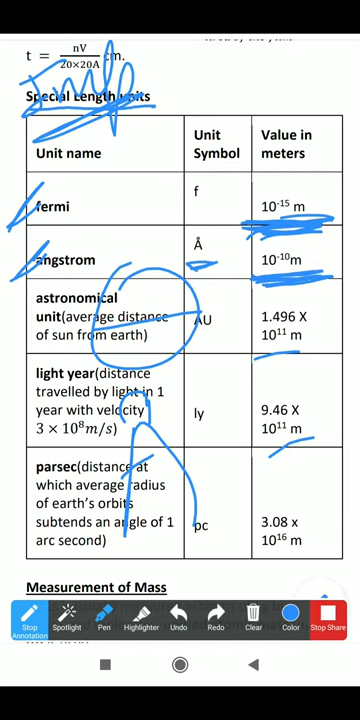 t = nV / 20×20A cm.
Imp
Special Length units
Unit name
Unit Symbol
Value in meters
fermi
f
10⁻¹⁵ m
angstrom
Å
10⁻¹⁰m
astronomical
unit(average distance
of sun from earth)
AU
1.496 X
10¹¹ m
light year(distance
travelled by light in 1
year with velocity
3 × 10⁸m/s)
ly
9.46 X
10¹¹ m
parsec(distance at
which average radius
of earth's orbits
subtends an angle of 1
arc second)
pc
3.08 x
10¹⁶ m
Measurement of Mass
Stop Annotation
Spotlight
Pen
Highlighter
Undo
Redo
Clear
Color
Stop Share